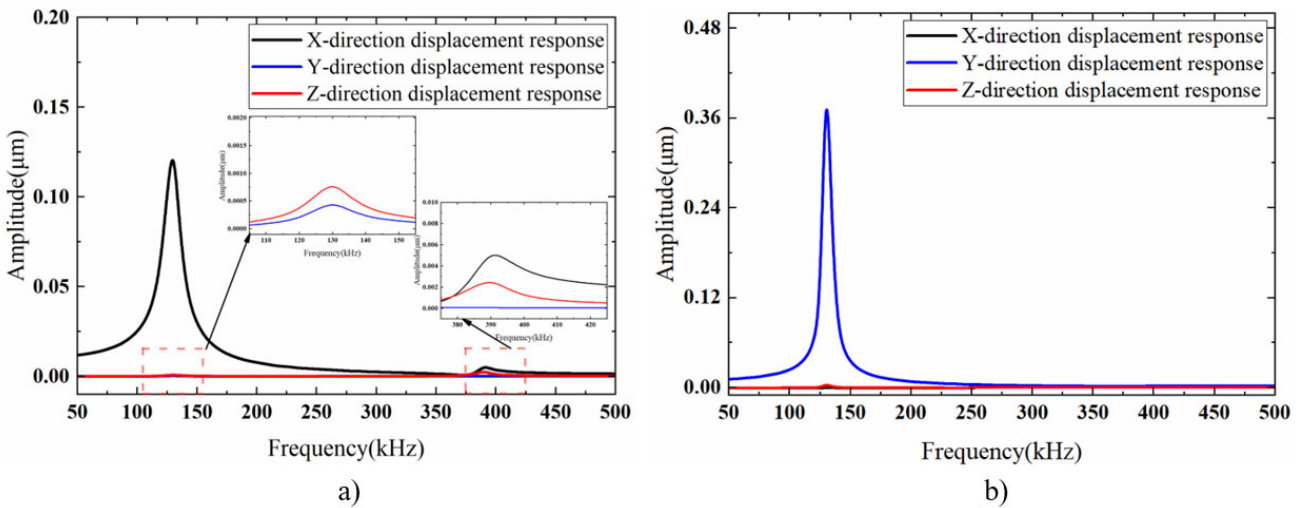 0.20
0.15
0.10
0.05
0.00
Amplitude(μm)
X-direction displacement response
Y-direction displacement response
Z-direction displacement response
0.0020
0.0015
0.0010
0.0005
0.0000
Amplitude(μm)
110 120 130 140 150
Frequency(kHz)
0.010
0.008
0.006
0.004
0.002
0.000
Amplitude(μm)
380 390 400 410 420
Frequency(kHz)
50 100 150 200 250 300 350 400 450 500
Frequency(kHz)
a)
0.48
0.36
0.24
0.12
0.00
Amplitude(μm)
X-direction displacement response
Y-direction displacement response
Z-direction displacement response
50 100 150 200 250 300 350 400 450 500
Frequency(kHz)
b)